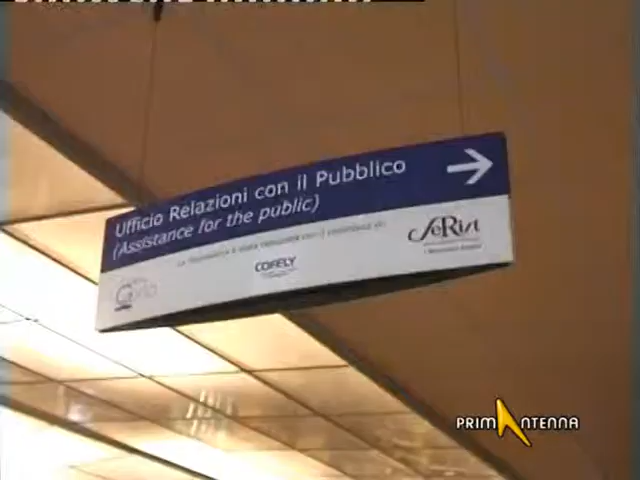 Ufficio Relazioni con il Pubblico
(Assistance for the public)
COFELY
SeRist
PRIMANTENNA